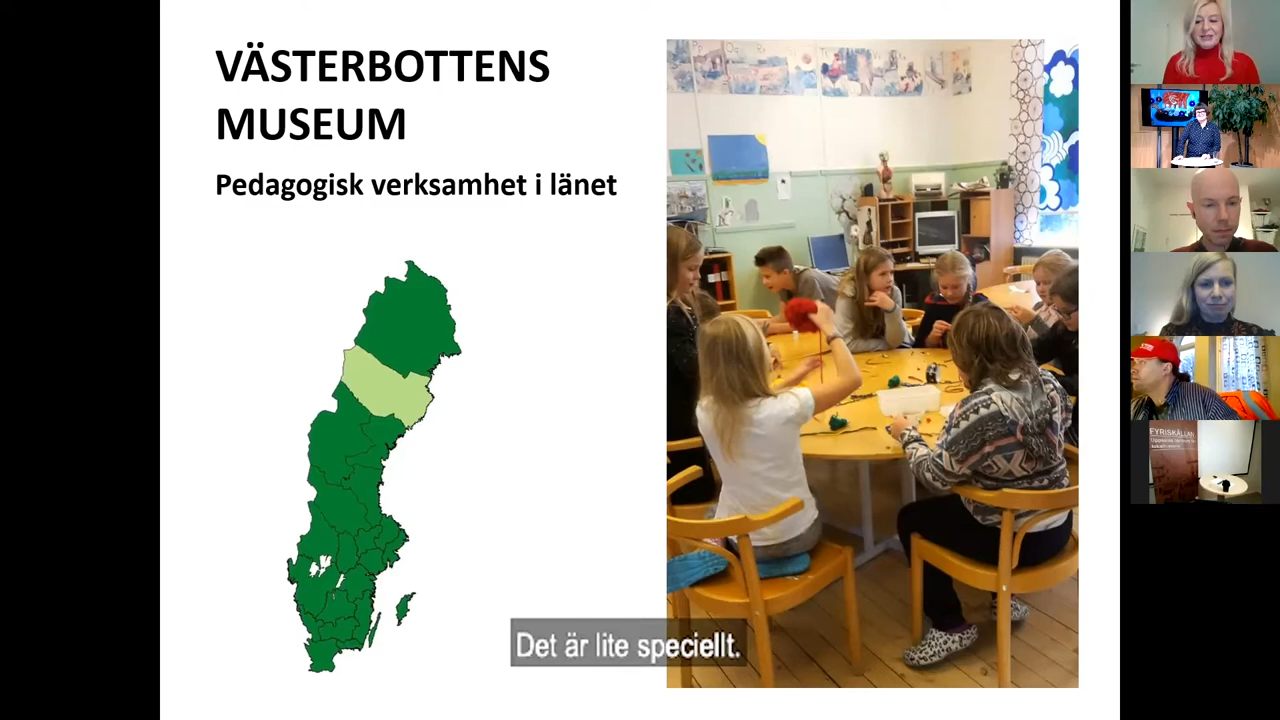 VÄSTERBOTTENS
MUSEUM
Pedagogisk verksamhet i länet
Det är lite speciellt.
FYRISKÄLLAN